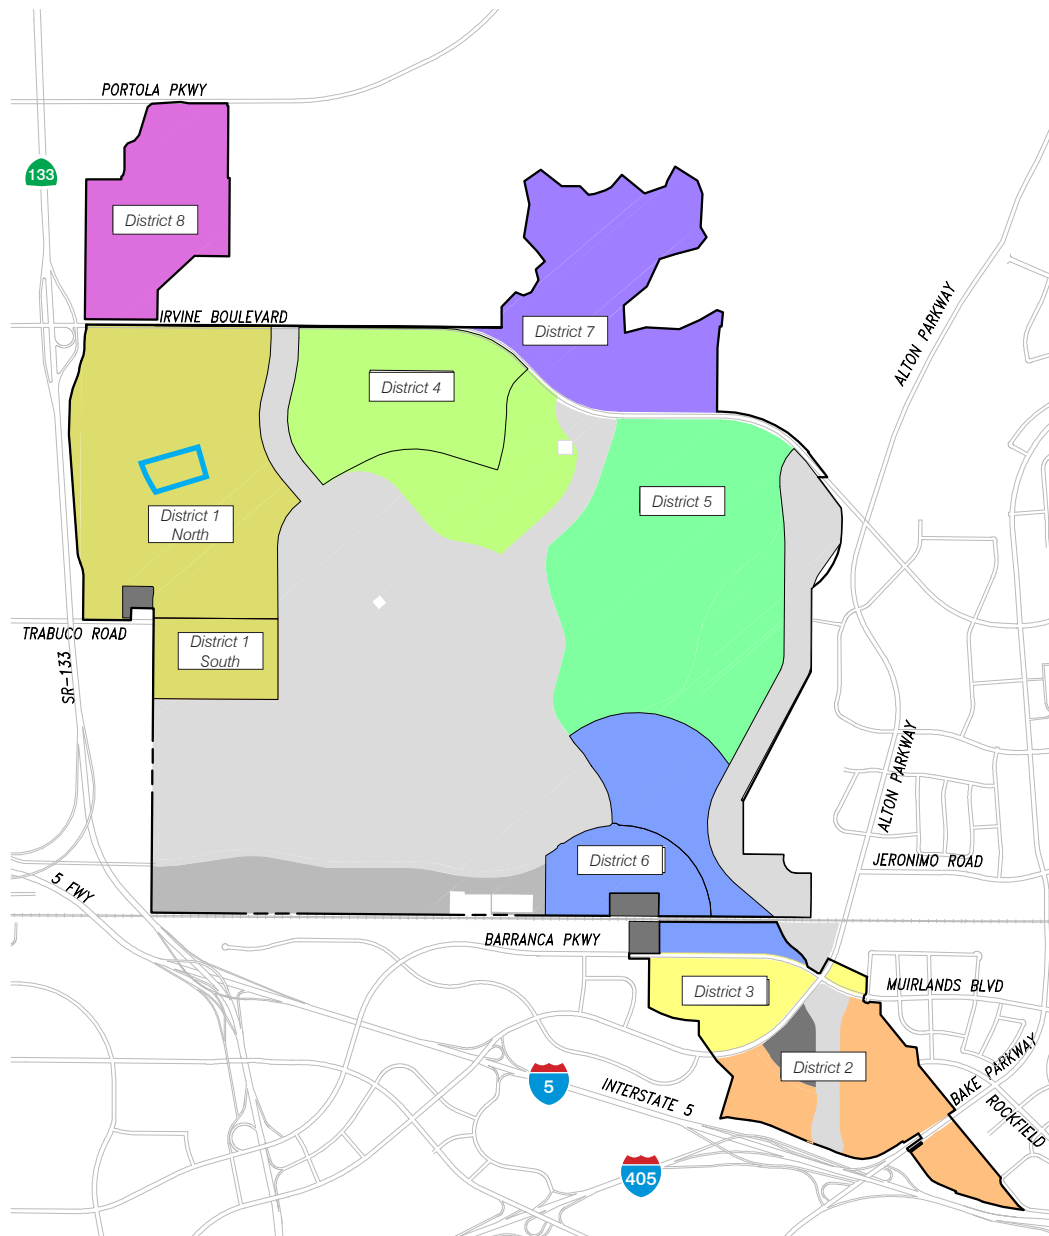 PORTOLA PKWY
133
District 8
IRVINE BOULEVARD
District 7
ALTON PARKWAY
District 4
District 5
District 1
North
TRABUCO ROAD
District 1
South
SR-133
ALTON PARKWAY
District 6
JERONIMO ROAD
5 FWY
BARRANCA PKWY
District 3
MUIRLANDS BLVD
District 2
BAKE PARKWAY
5
INTERSTATE 5
ROCKFIELD
405